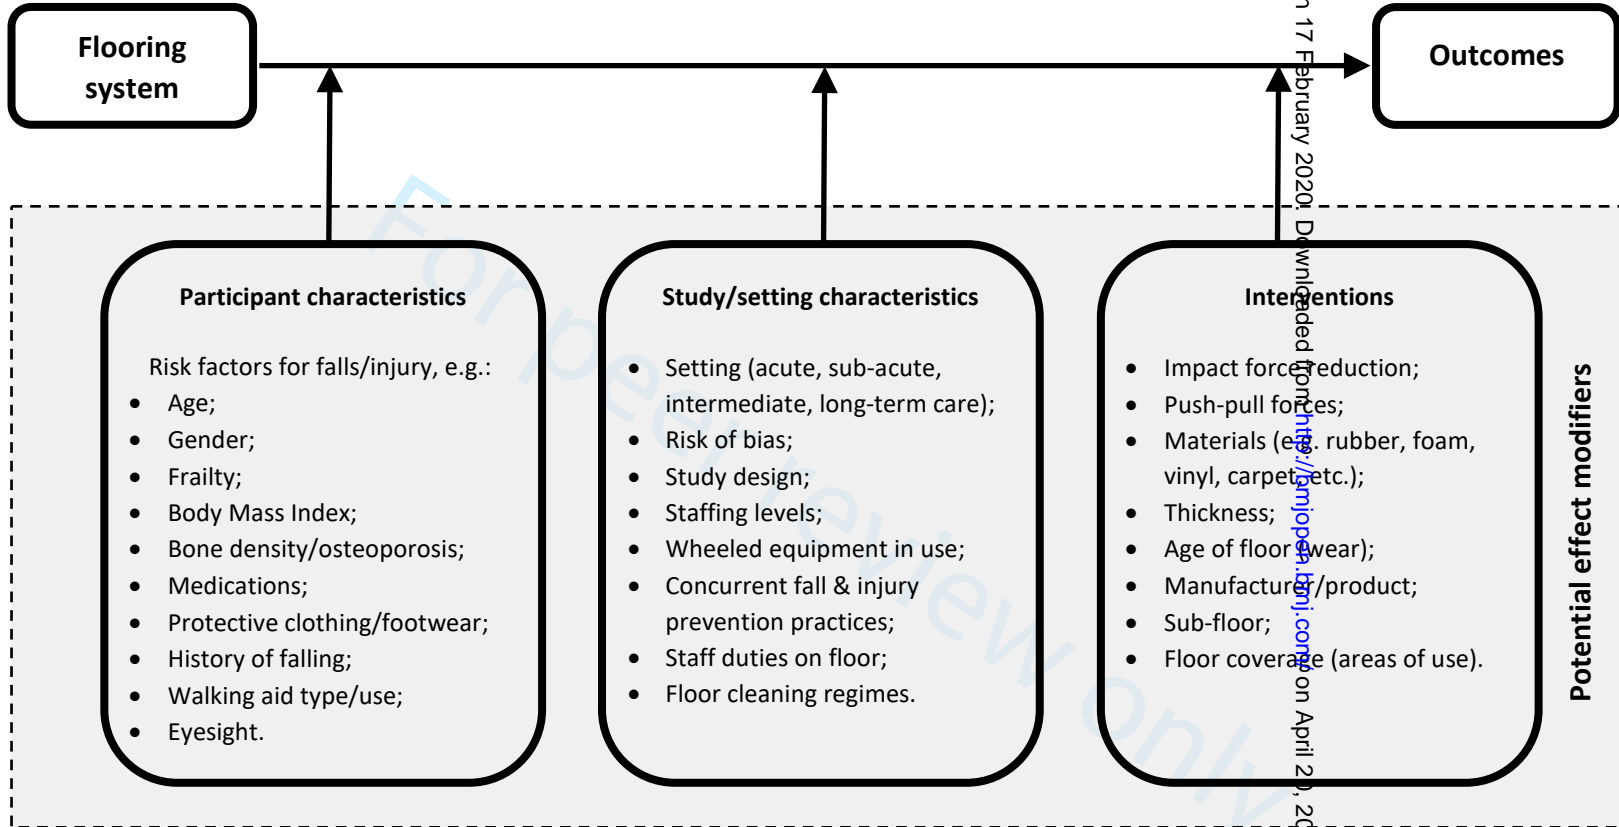 Flooring
system
Outcomes
Participant characteristics
Risk factors for falls/injury, e.g.:
• Age;
• Gender;
• Frailty;
• Body Mass Index;
• Bone density/osteoporosis;
• Medications;
• Protective clothing/footwear;
• History of falling;
• Walking aid type/use;
• Eyesight.
Study/setting characteristics
• Setting (acute, sub-acute,
intermediate, long-term care);
• Risk of bias;
• Study design;
• Staffing levels;
• Wheeled equipment in use;
• Concurrent fall & injury
prevention practices;
• Staff duties on floor;
• Floor cleaning regimes.
Interventions
• Impact force reduction;
• Push-pull forces;
• Materials (e.g. rubber, foam,
vinyl, carpet, etc.);
• Thickness;
• Age of floor (wear);
• Manufacturer/product;
• Sub-floor;
• Floor coverage (areas of use).
Potential effect modifiers
For peer review only
17 February 2020. Downloaded from http://bmjopen.bmj.com/ on April 20,